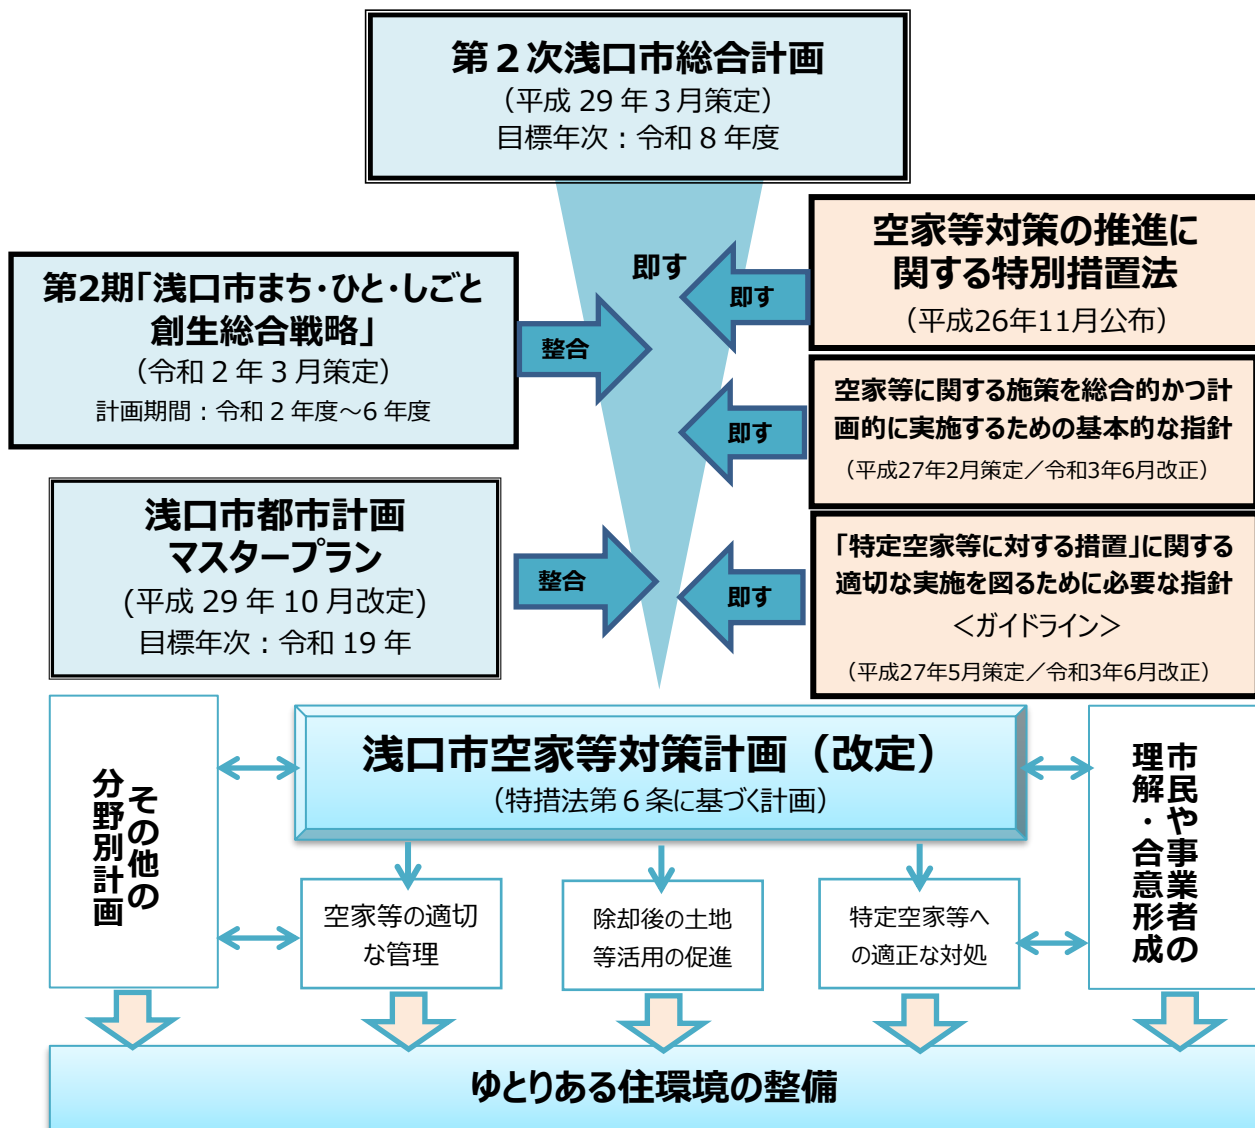 第２次浅口市総合計画
（平成 29 年３月策定）
目標年次：令和８年度
即す
空家等対策の推進に
関する特別措置法
（平成26年11月公布）
即す
第2期｢浅口市まち･ひと･しごと
創生総合戦略｣
（令和２年３月策定）
計画期間：令和２年度～6 年度
整合
空家等に関する施策を総合的かつ計
画的に実施するための基本的な指針
（平成27年2月策定／令和3年6月改正）
即す
浅口市都市計画
マスタープラン
(平成 29 年 10 月改定)
目標年次：令和 19 年
整合
｢特定空家等に対する措置｣に関する
適切な実施を図るために必要な指針
＜ガイドライン＞
（平成27年5月策定／令和3年6月改正）
即す
浅口市空家等対策計画（改定）
（特措法第６条に基づく計画）
その他の
分野別計画
市民や事業者の
理解・合意形成
空家等の適切
な管理
除却後の土地
等活用の促進
特定空家等へ
の適正な対処
ゆとりある住環境の整備